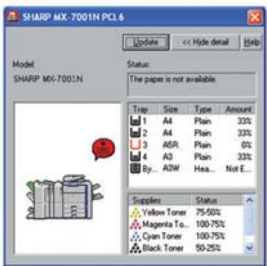 SHARP MX-7001N PCL6
Update << Hide detail Help
Model:
SHARP MX-7001N
Status:
The paper is not available.
Tray Size Type Amount
1 A4 Plain 33%
2 A4 Plain 33%
3 A5R Plain 0%
4 A3 Plain 33%
By... A3W Hea... Not E...
Supplies Status
Yellow Toner 75-50%
Magenta To... 100-75%
Cyan Toner 100-75%
Black Toner 50-25%